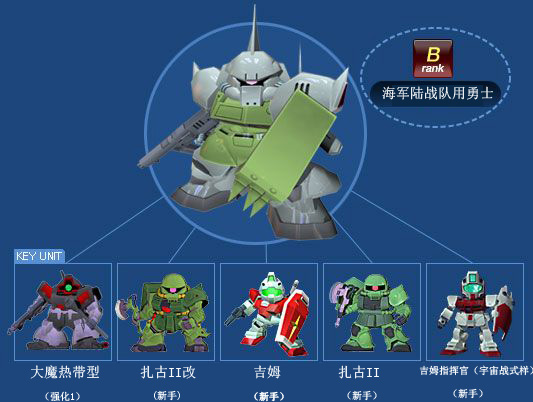 B
rank
海军陆战队用勇士
KEY UNIT
大魔热带型
(强化1)
扎古II改
(新手)
吉姆
(新手)
扎古II
(新手)
吉姆指挥官(宇宙战式样)
(新手)